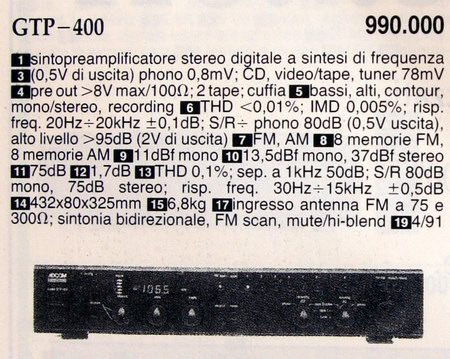 GTP-400 990.000
1 sintopreamplificatore stereo digitale a sintesi di frequenza
3 (0,5V di uscita) phono 0,8mV; CD, video/tape, tuner 78mV
4 pre out >8V max/100Ω; 2 tape; cuffia 5 bassi, alti, contour,
mono/stereo, recording 6 THD <0,01%; IMD 0,005%; risp.
freq. 20Hz÷20kHz ±0,1dB; S/R÷ phono 80dB (0,5V uscita),
alto livello >95dB (2V di uscita) 7 FM, AM 8 8 memorie FM,
8 memorie AM 9 11dBf mono 10 13,5dBf mono, 37dBf stereo
11 75dB 12 1,7dB 13 THD 0,1%; sep. a 1kHz 50dB; S/R 80dB
mono, 75dB stereo; risp. freq. 30Hz÷15kHz ±0,5dB
14 432x80x325mm 15 6,8kg 17 ingresso antenna FM a 75 e
300Ω; sintonia bidirezionale, FM scan, mute/hi-blend 19 4/91
ADCOM
106.5